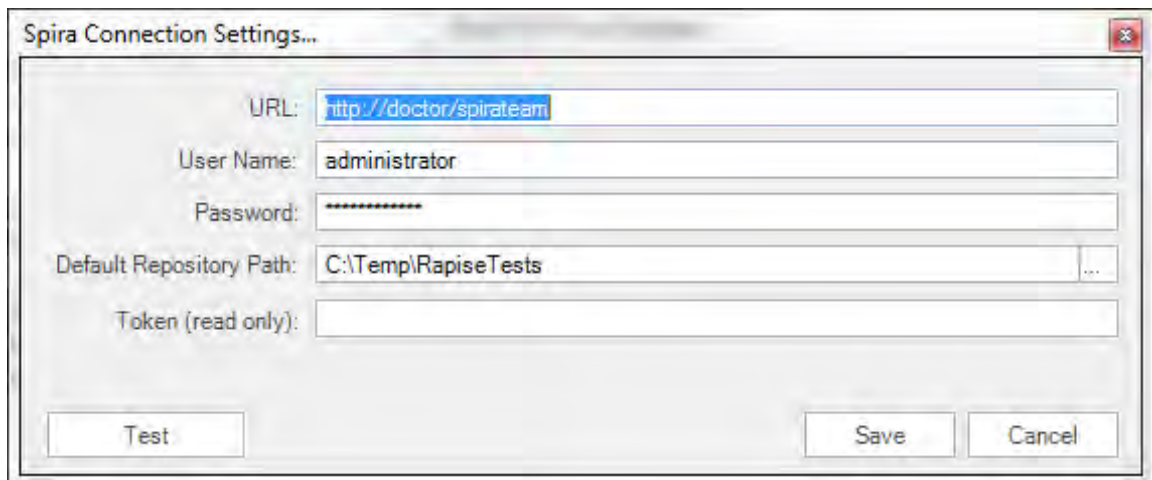 Spira Connection Settings...
URL: http://doctor/spirateam
User Name: administrator
Password: ************
Default Repository Path: C:\Temp\RapiseTests ...
Token (read only):
Test Save Cancel